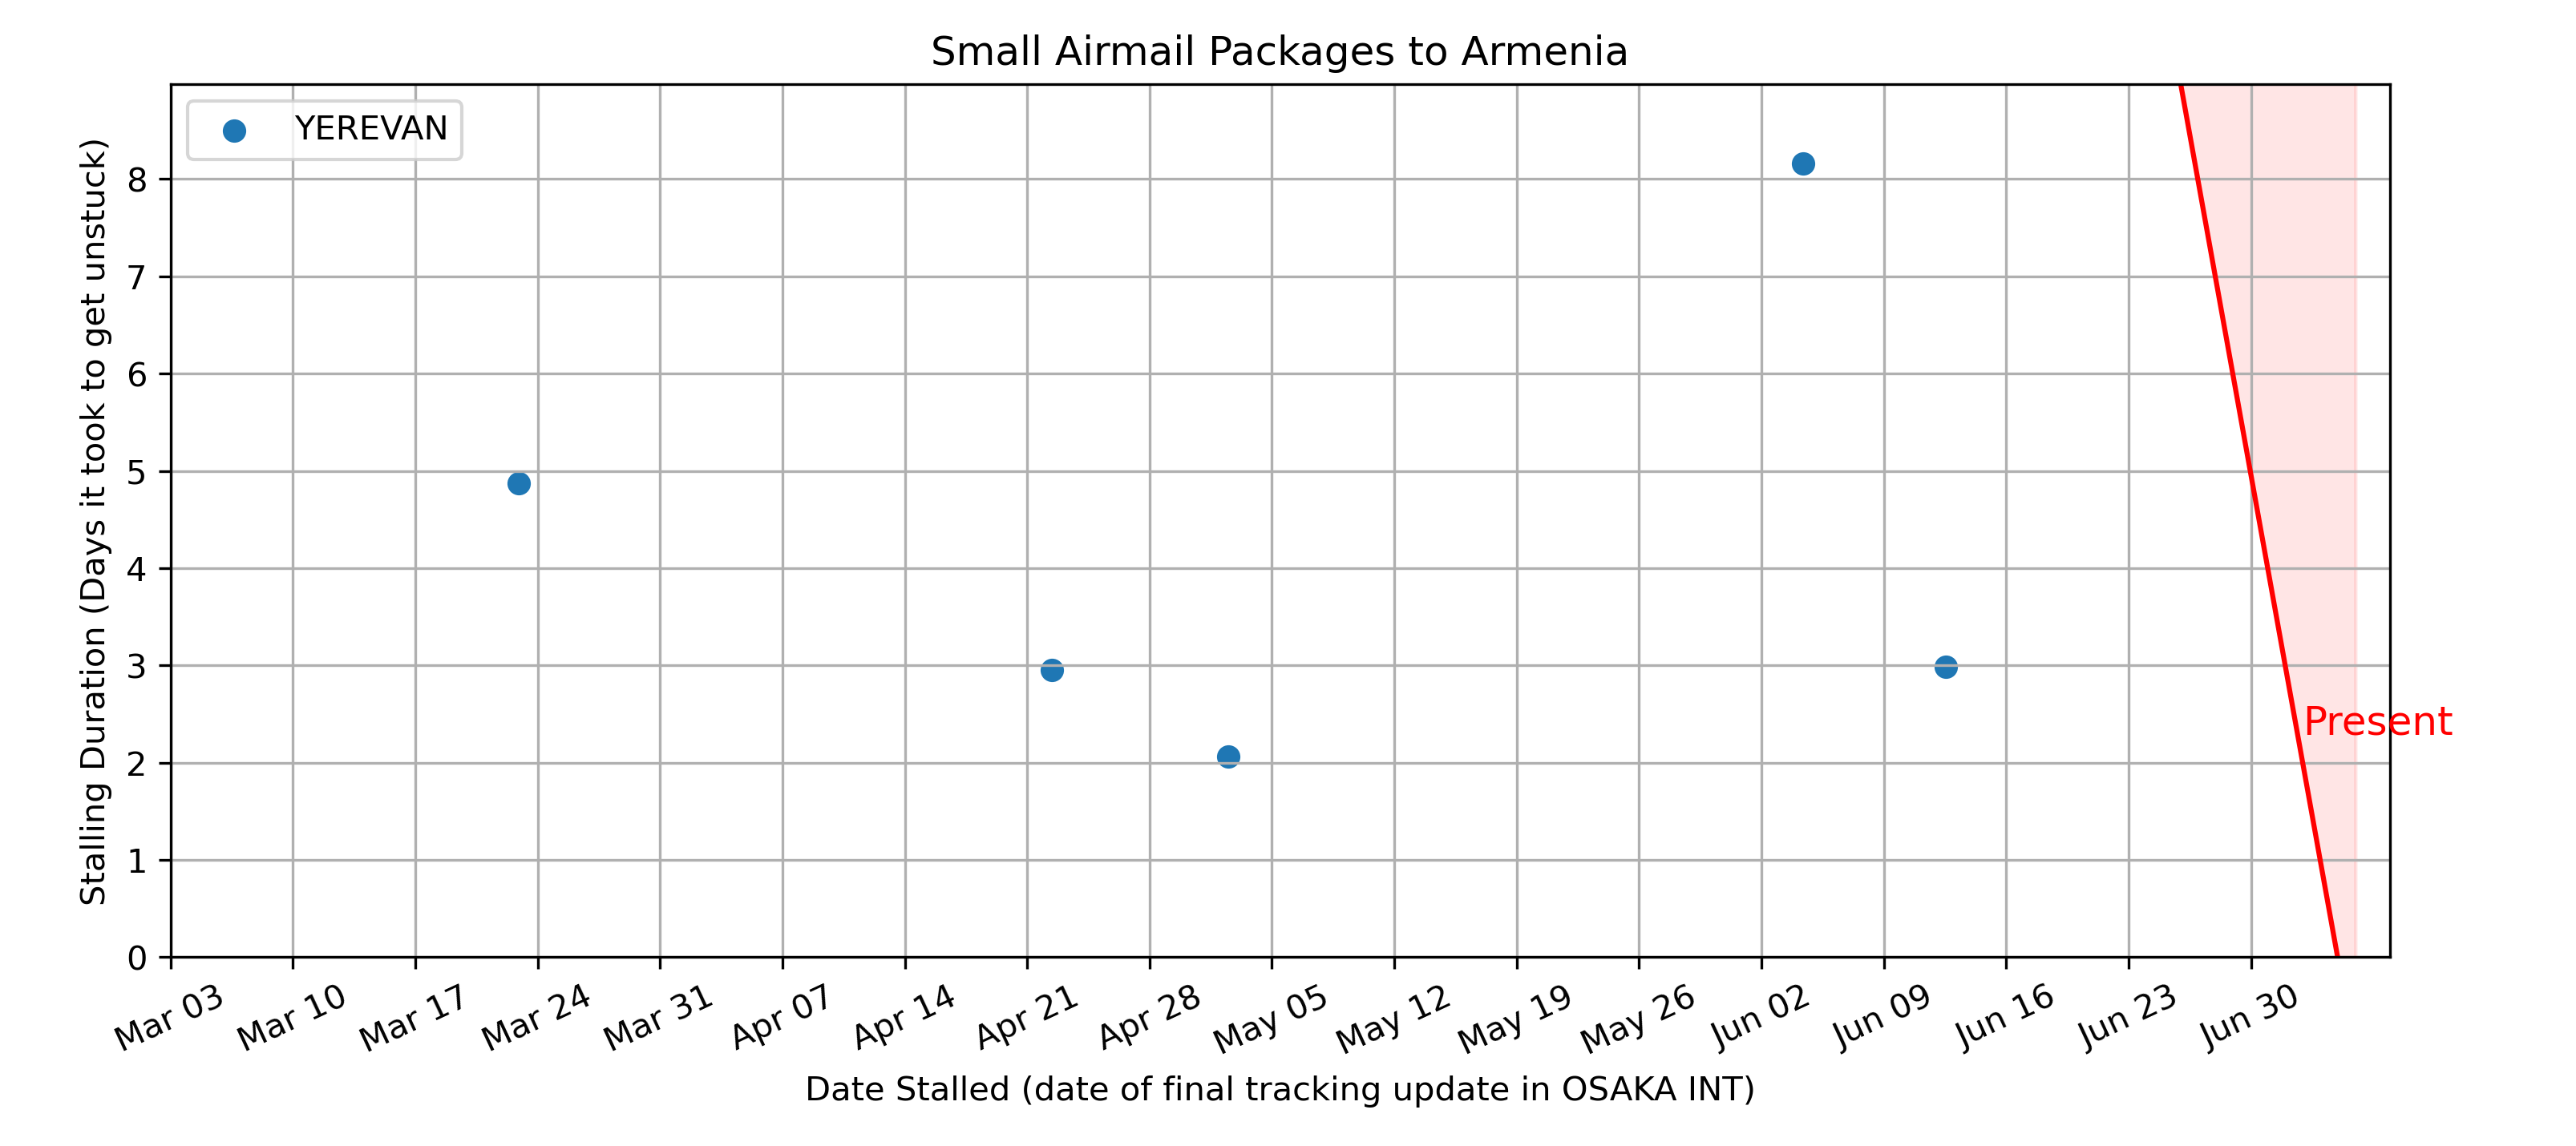 Small Airmail Packages to Armenia
YEREVAN
Stalling Duration (Days it took to get unstuck)
8
7
6
5
4
3
2
1
0
Present
Mar 03
Mar 10
Mar 17
Mar 24
Mar 31
Apr 07
Apr 14
Apr 21
Apr 28
May 05
May 12
May 19
May 26
Jun 02
Jun 09
Jun 16
Jun 23
Jun 30
Date Stalled (date of final tracking update in OSAKA INT)